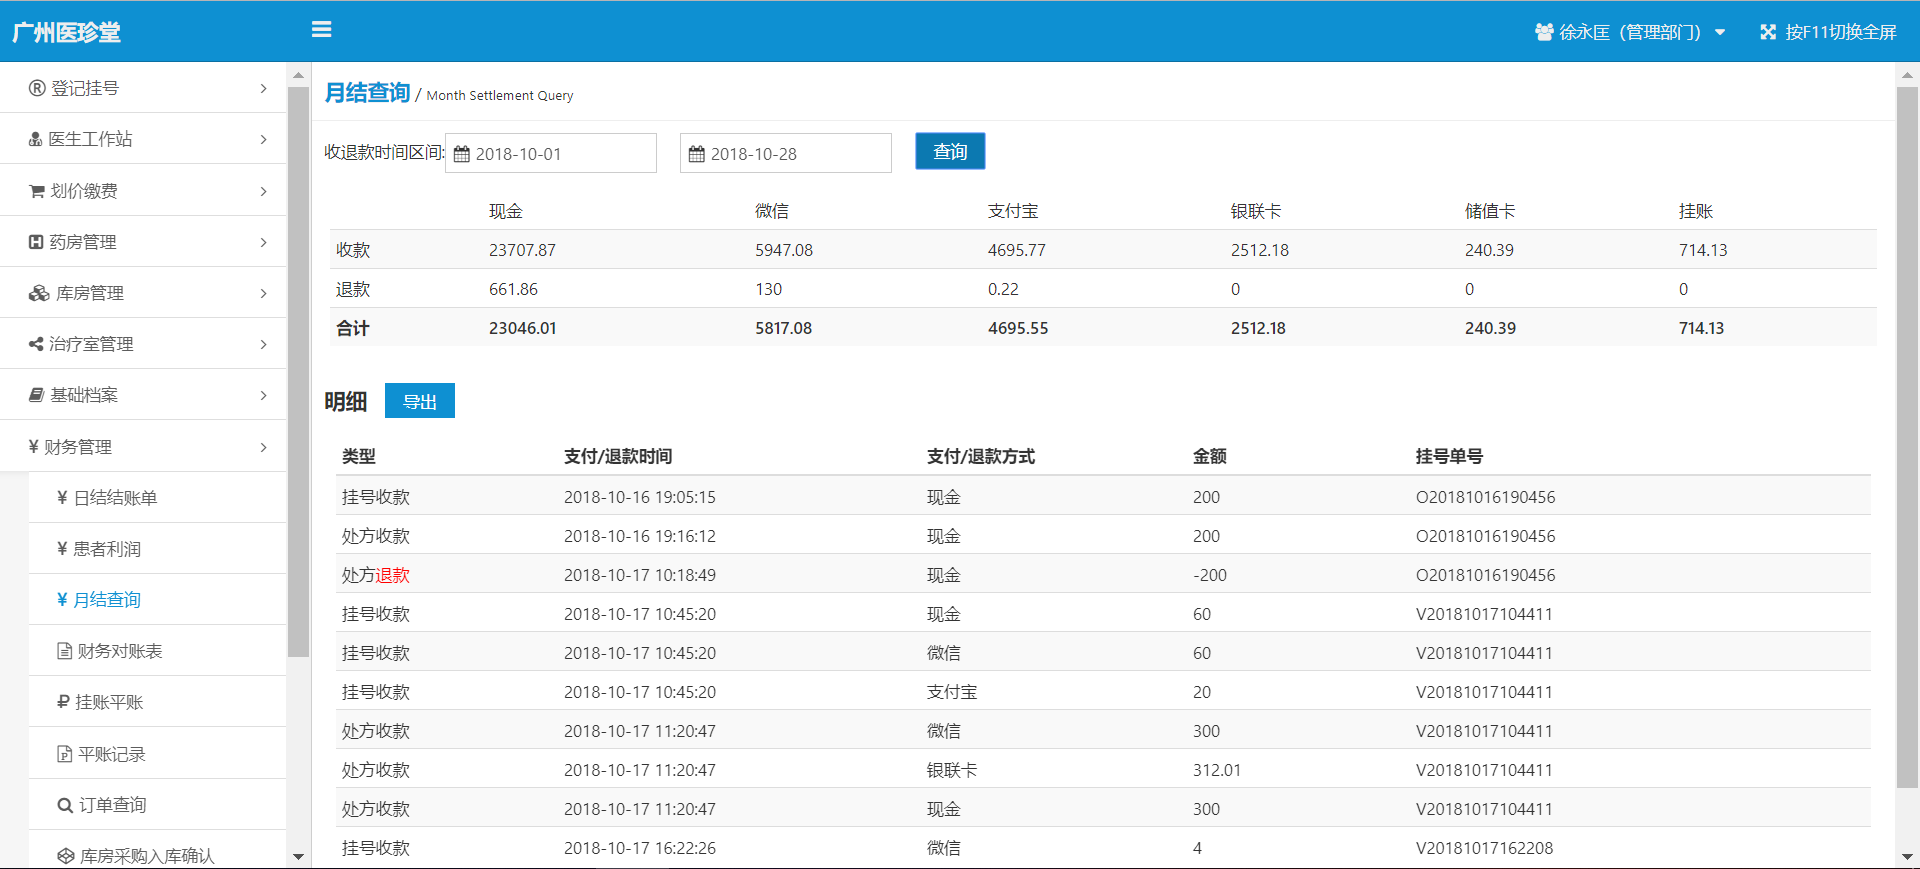 广州医珍堂
徐永匡（管理部门）
按F11切换全屏
登记挂号
医生工作站
划价缴费
药房管理
库房管理
治疗室管理
基础档案
¥ 财务管理
¥ 日结结账单
¥ 患者利润
¥ 月结查询
财务对账表
挂账平账
平账记录
订单查询
库房采购入库确认
月结查询 / Month Settlement Query
收退款时间区间: 2018-10-01 2018-10-28 查询
现金 微信 支付宝 银联卡 储值卡 挂账
收款 23707.87 5947.08 4695.77 2512.18 240.39 714.13
退款 661.86 130 0.22 0 0 0
合计 23046.01 5817.08 4695.55 2512.18 240.39 714.13
明细 导出
类型 支付/退款时间 支付/退款方式 金额 挂号单号
挂号收款 2018-10-16 19:05:15 现金 200 O20181016190456
处方收款 2018-10-16 19:16:12 现金 200 O20181016190456
处方退款 2018-10-17 10:18:49 现金 -200 O20181016190456
挂号收款 2018-10-17 10:45:20 现金 60 V20181017104411
挂号收款 2018-10-17 10:45:20 微信 60 V20181017104411
挂号收款 2018-10-17 10:45:20 支付宝 20 V20181017104411
处方收款 2018-10-17 11:20:47 微信 300 V20181017104411
处方收款 2018-10-17 11:20:47 银联卡 312.01 V20181017104411
处方收款 2018-10-17 11:20:47 现金 300 V20181017104411
挂号收款 2018-10-17 16:22:26 微信 4 V20181017162208